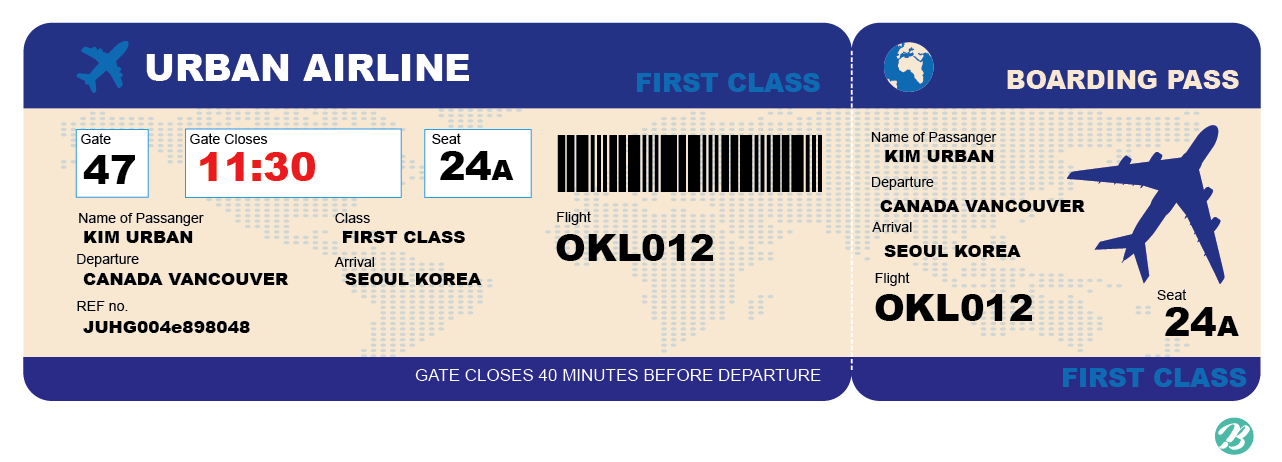 URBAN AIRLINE
FIRST CLASS
Gate
47
Gate Closes
11:30
Seat
24A
Name of Passanger
KIM URBAN
Class
FIRST CLASS
Departure
CANADA VANCOUVER
Arrival
SEOUL KOREA
REF no.
JUHG004e898048
Flight
OKL012
GATE CLOSES 40 MINUTES BEFORE DEPARTURE
BOARDING PASS
Name of Passanger
KIM URBAN
Departure
CANADA VANCOUVER
Arrival
SEOUL KOREA
Flight
OKL012
Seat
24A
FIRST CLASS
B